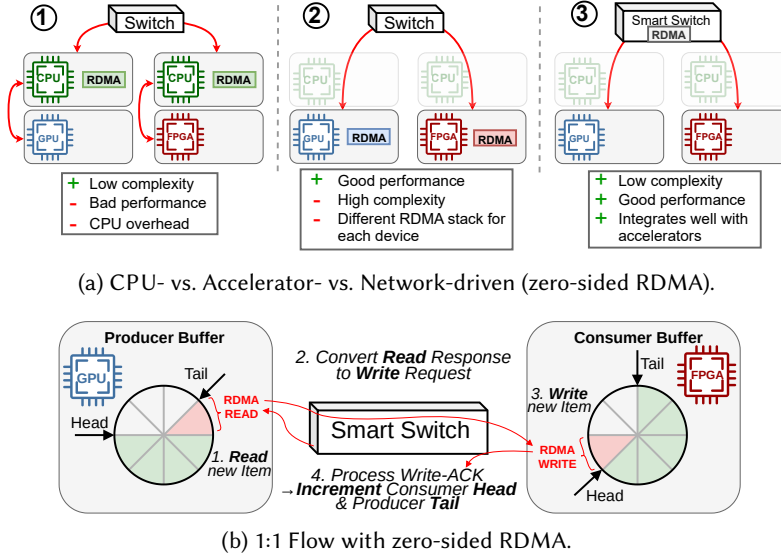 1
Switch
CPU
RDMA
CPU
RDMA
GPU
FPGA
+ Low complexity
- Bad performance
- CPU overhead
2
Switch
CPU
CPU
GPU
RDMA
FPGA
RDMA
+ Good performance
- High complexity
- Different RDMA stack for
each device
3
Smart Switch
RDMA
CPU
CPU
GPU
FPGA
+ Low complexity
+ Good performance
+ Integrates well with
accelerators
(a) CPU- vs. Accelerator- vs. Network-driven (zero-sided RDMA).
Producer Buffer
GPU
Tail
Head
RDMA
READ
1. Read
new Item
2. Convert Read Response
to Write Request
Smart Switch
4. Process Write-ACK
→Increment Consumer Head
& Producer Tail
Consumer Buffer
FPGA
Tail
3. Write
new Item
RDMA
WRITE
Head
(b) 1:1 Flow with zero-sided RDMA.